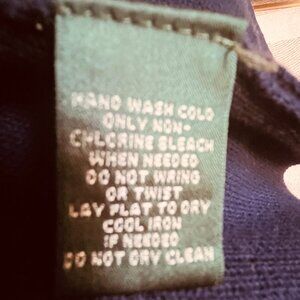 HAND WASH COLD
ONLY NON-
CHLORINE BLEACH
WHEN NEEDED
DO NOT WRING
OR TWIST
LAY FLAT TO DRY
COOL IRON
IF NEEDED
DO NOT DRY CLEAN